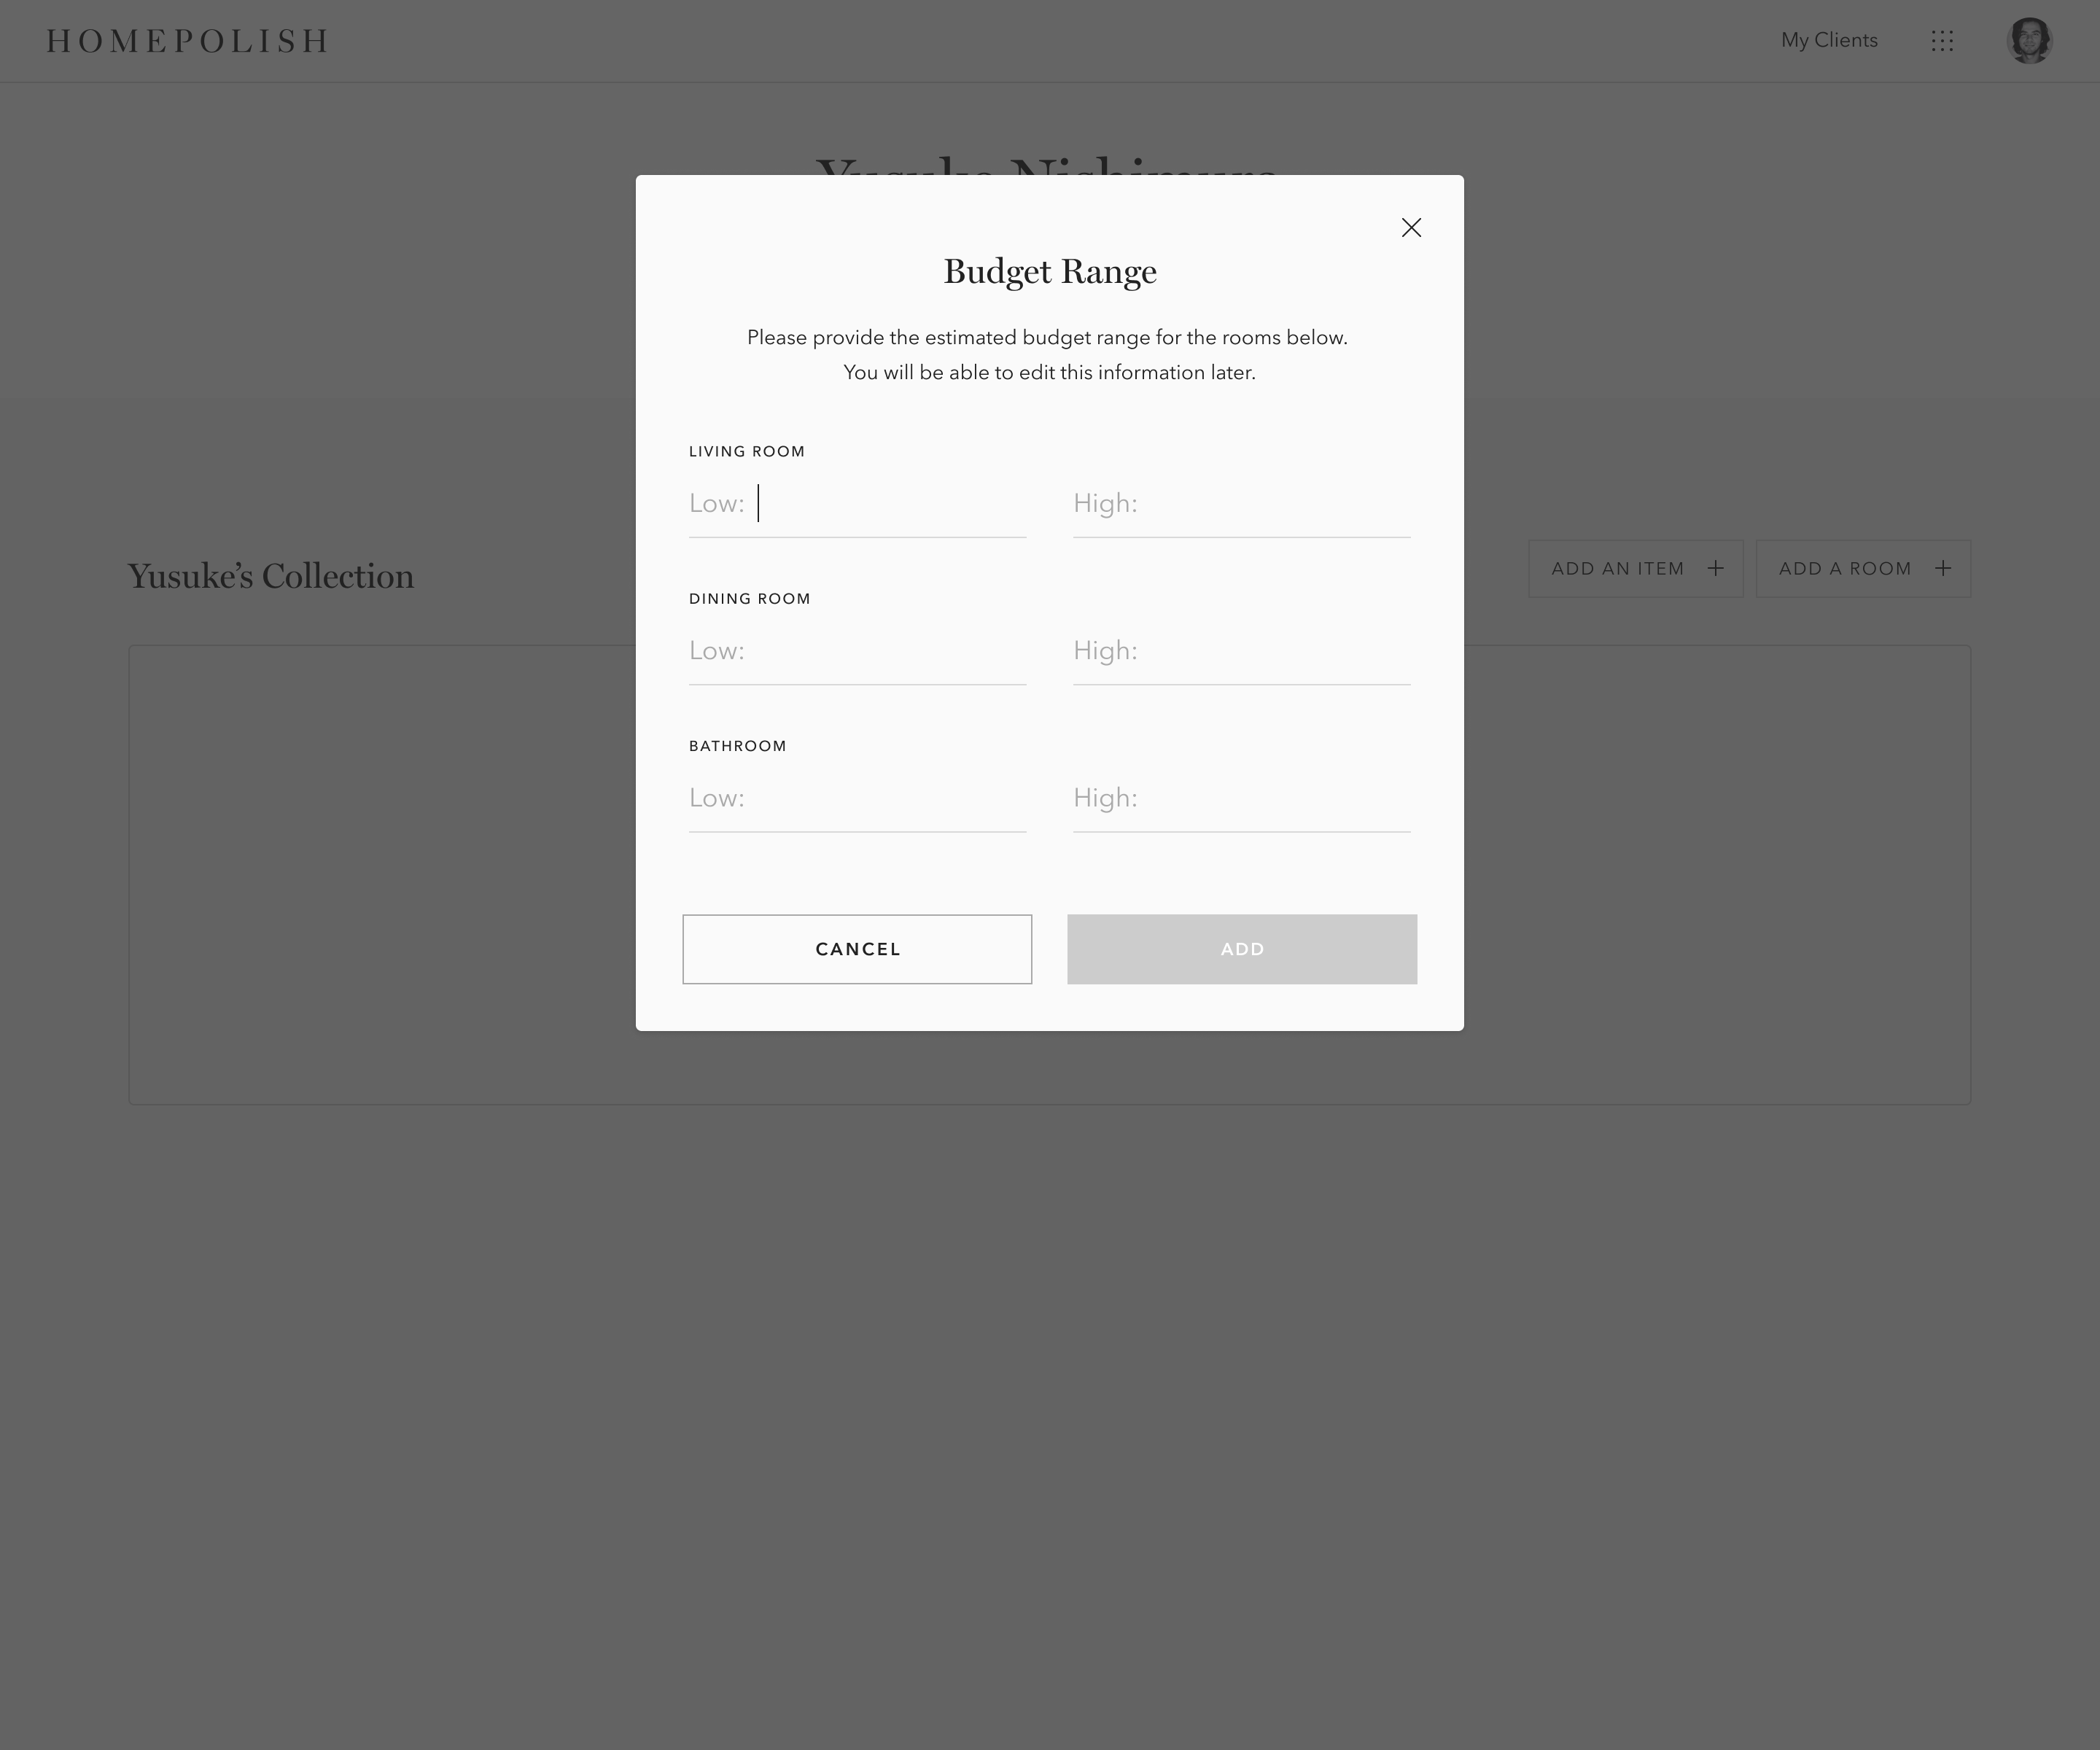 HOMEPOLISH
My Clients
Yusuke Nishimura
Budget Range
Please provide the estimated budget range for the rooms below.
You will be able to edit this information later.
LIVING ROOM
Low:
High:
Yusuke’s Collection
ADD AN ITEM
ADD A ROOM
DINING ROOM
Low:
High:
BATHROOM
Low:
High:
CANCEL
ADD